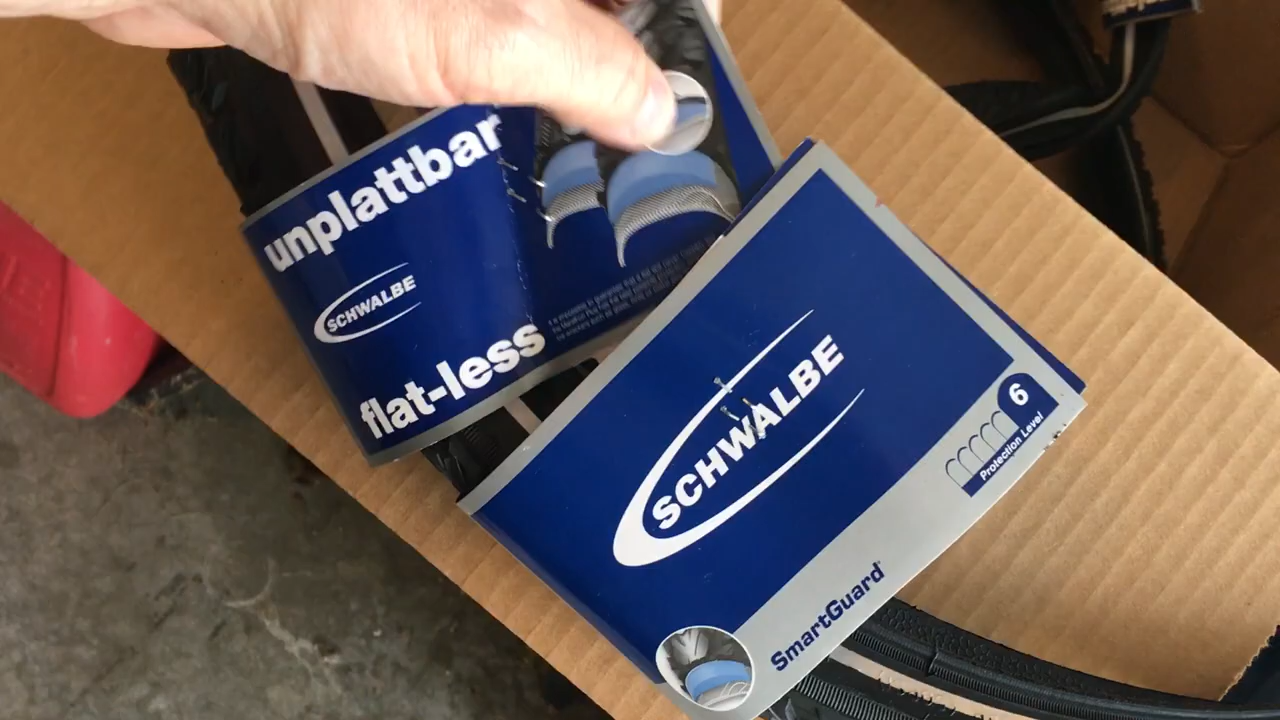 unplattbar
SCHWALBE
flat-less
SCHWALBE
6
Protection Level
SmartGuard